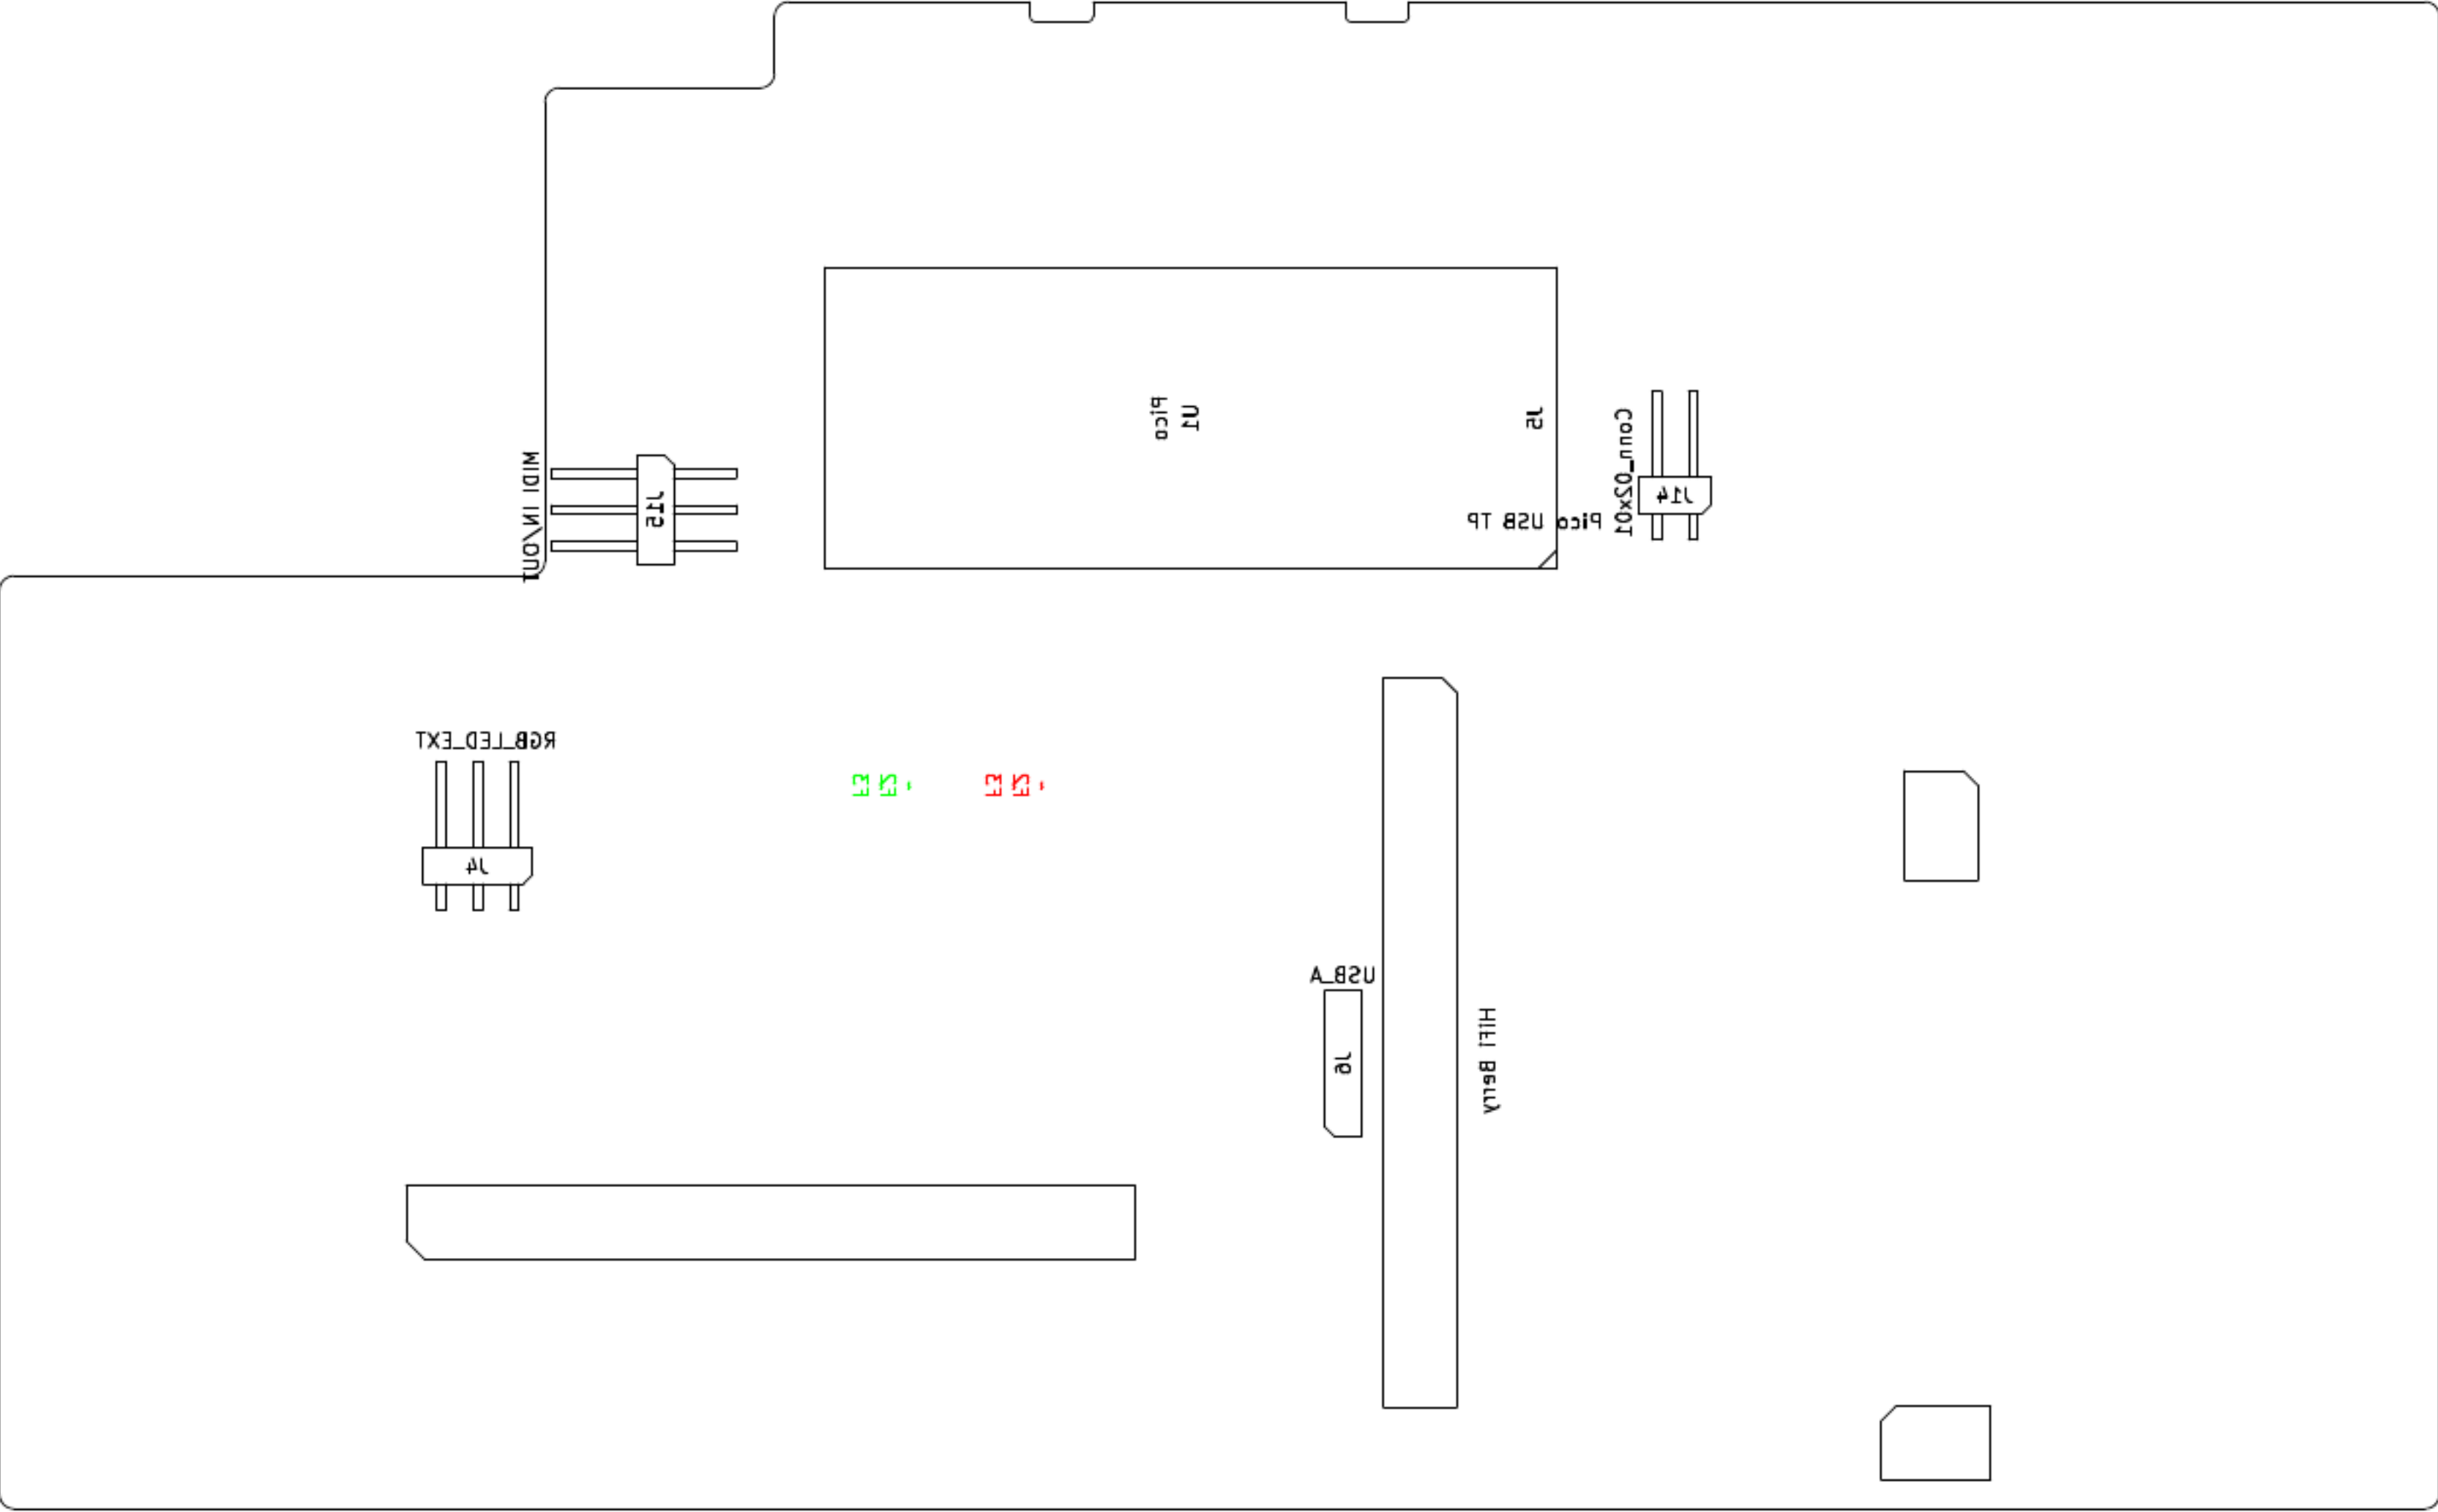 Pico
U1
J5
Conn_02x01
MIDI IN/OUT
J15
J14
Pico USB TP
RGB_LED_EXT
J4
USB_A
J6
HiFi Berry